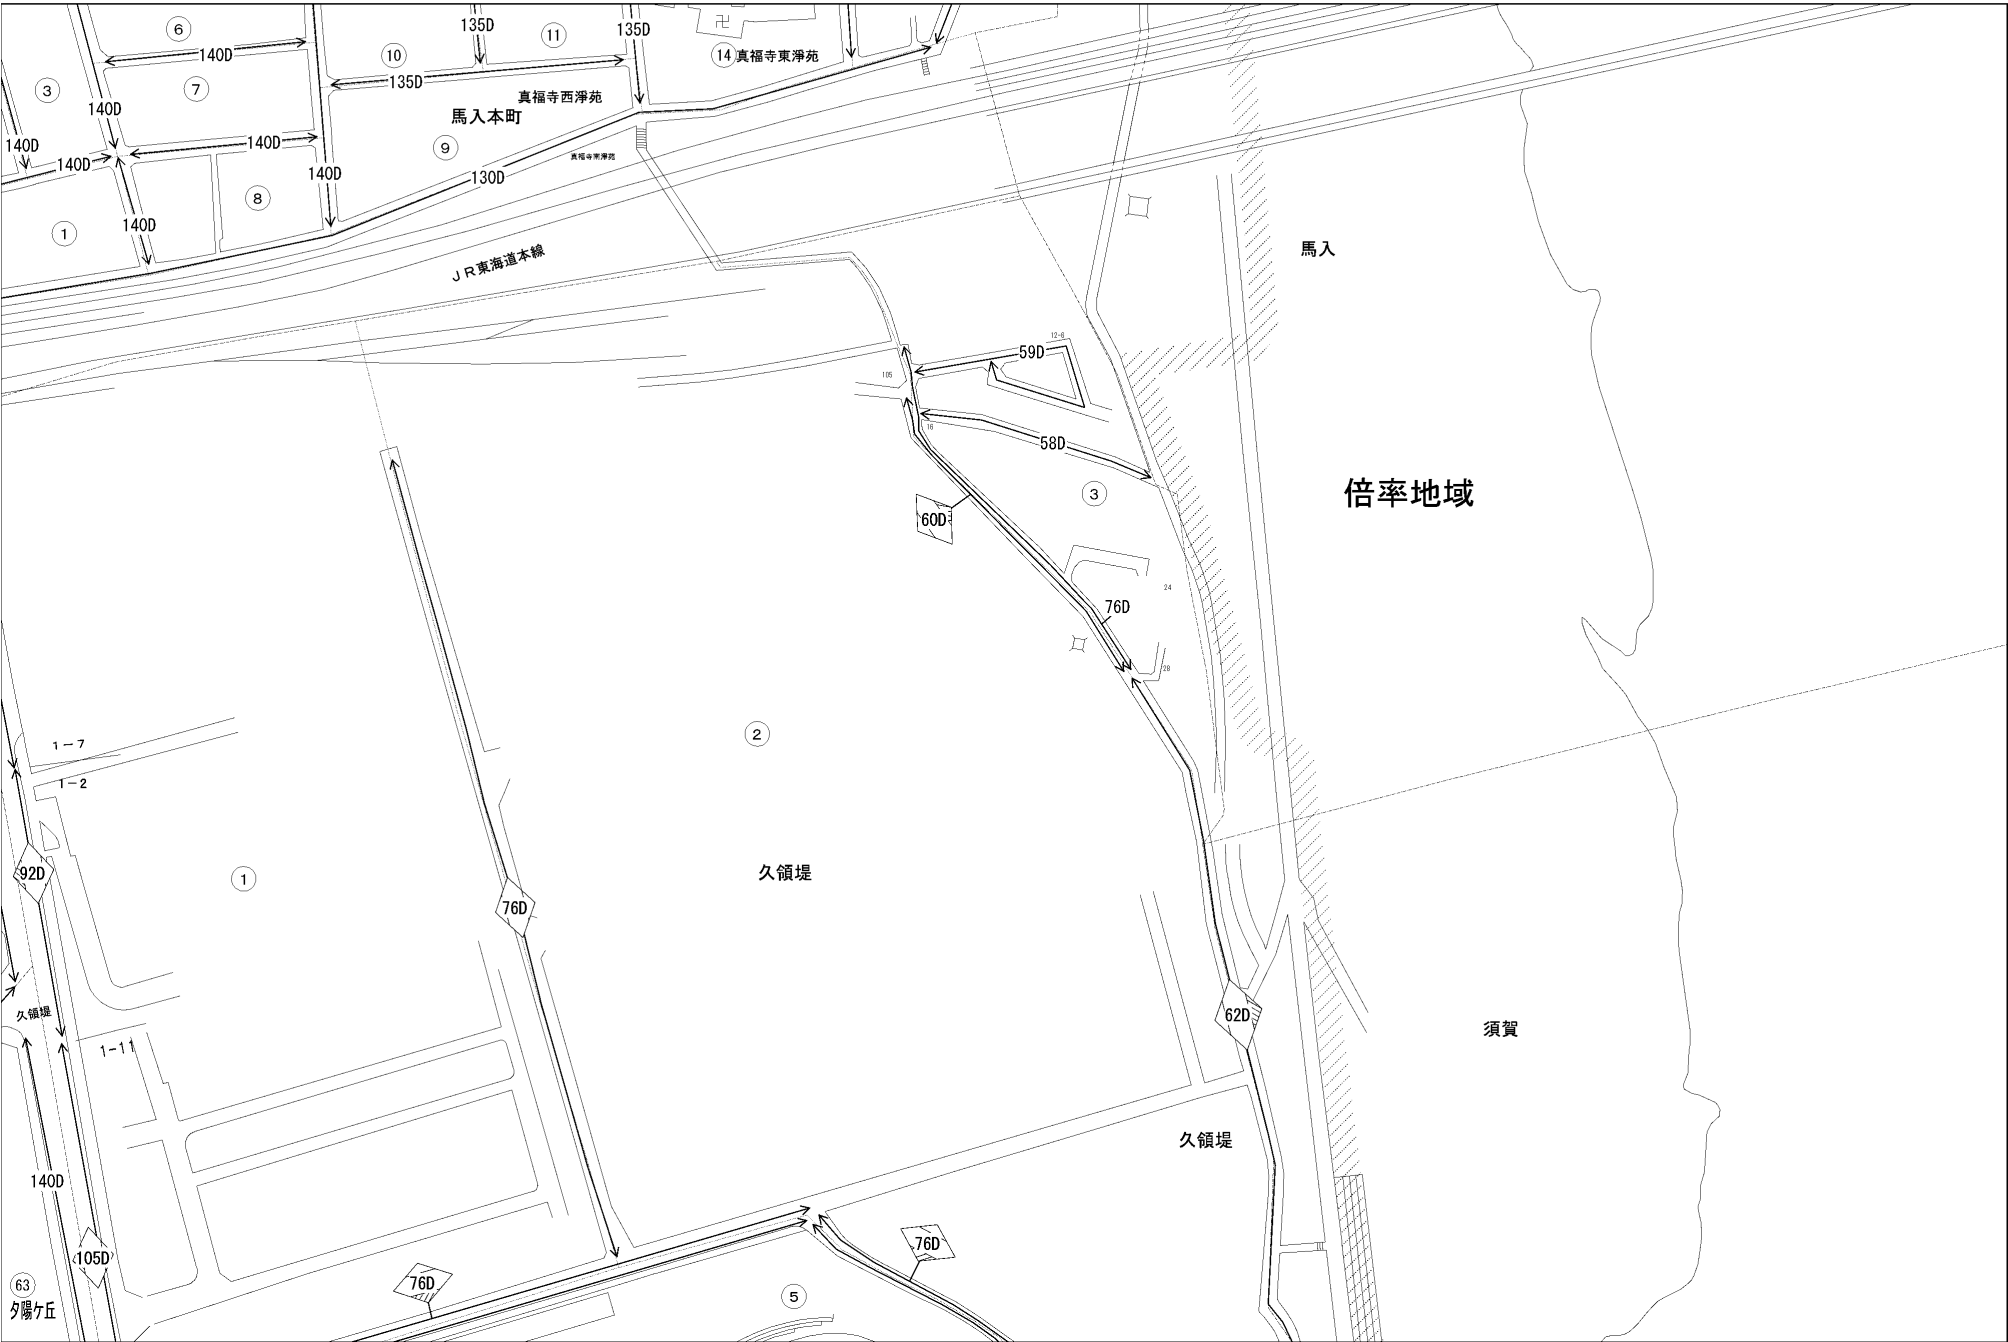 135D
135D
⑥
⑩
⑪
⑭
真福寺東淨苑
140D
135D
③
⑦
真福寺西淨苑
140D
馬入本町
140D
140D
140D
⑨
真福寺南淨苑
140D
130D
⑧
140D
①
馬入
JR東海道本線
12-6
59D
105
16
58D
③
倍率地域
60D
24
76D
28
②
1-7
1-2
92D
①
久領堤
76D
久領堤
62D
須賀
1-11
久領堤
140D
76D
105D
76D
63
⑤
夕陽ケ丘